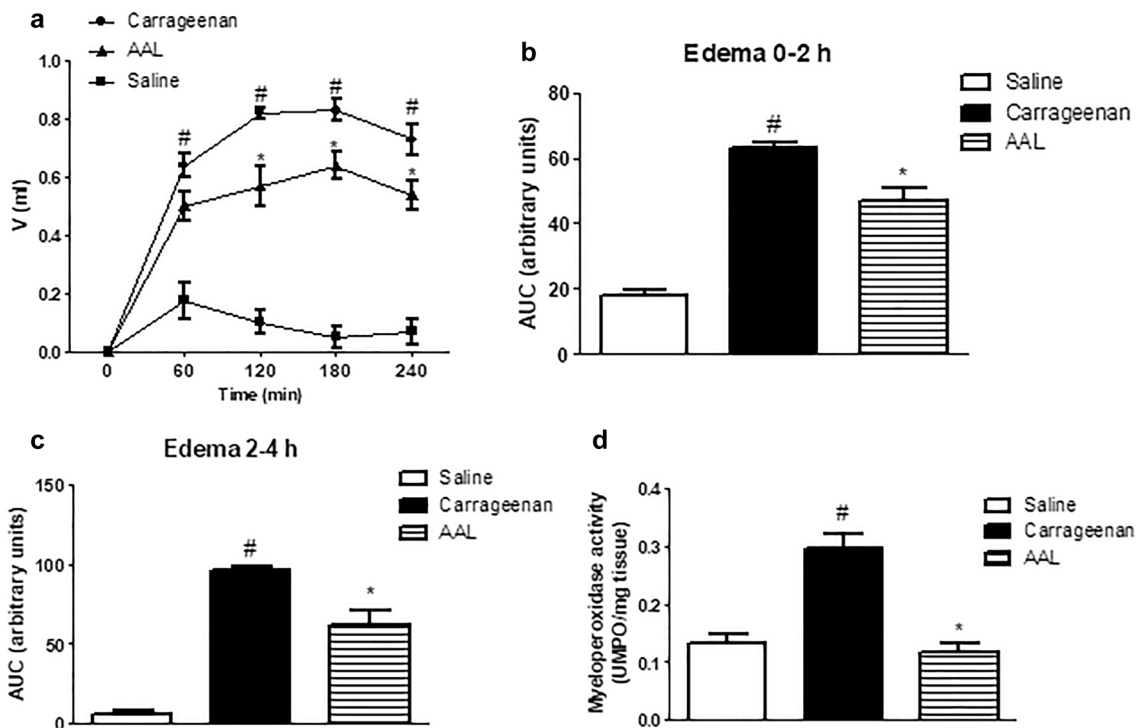 a
Carrageenan
AAL
Saline
1.0
0.8
0.6
0.4
0.2
0.0
V (ml)
# # # #
* * *
0 60 120 180 240
Time (min)
b
Edema 0-2 h
Saline
Carrageenan
AAL
80
60
40
20
0
AUC (arbitrary units)
#
*
c
Edema 2-4 h
Saline
Carrageenan
AAL
150
100
50
0
AUC (arbitrary units)
#
*
d
Saline
Carrageenan
AAL
0.4
0.3
0.2
0.1
0.0
Myeloperoxidase activity
(UMPO/mg tissue)
#
*